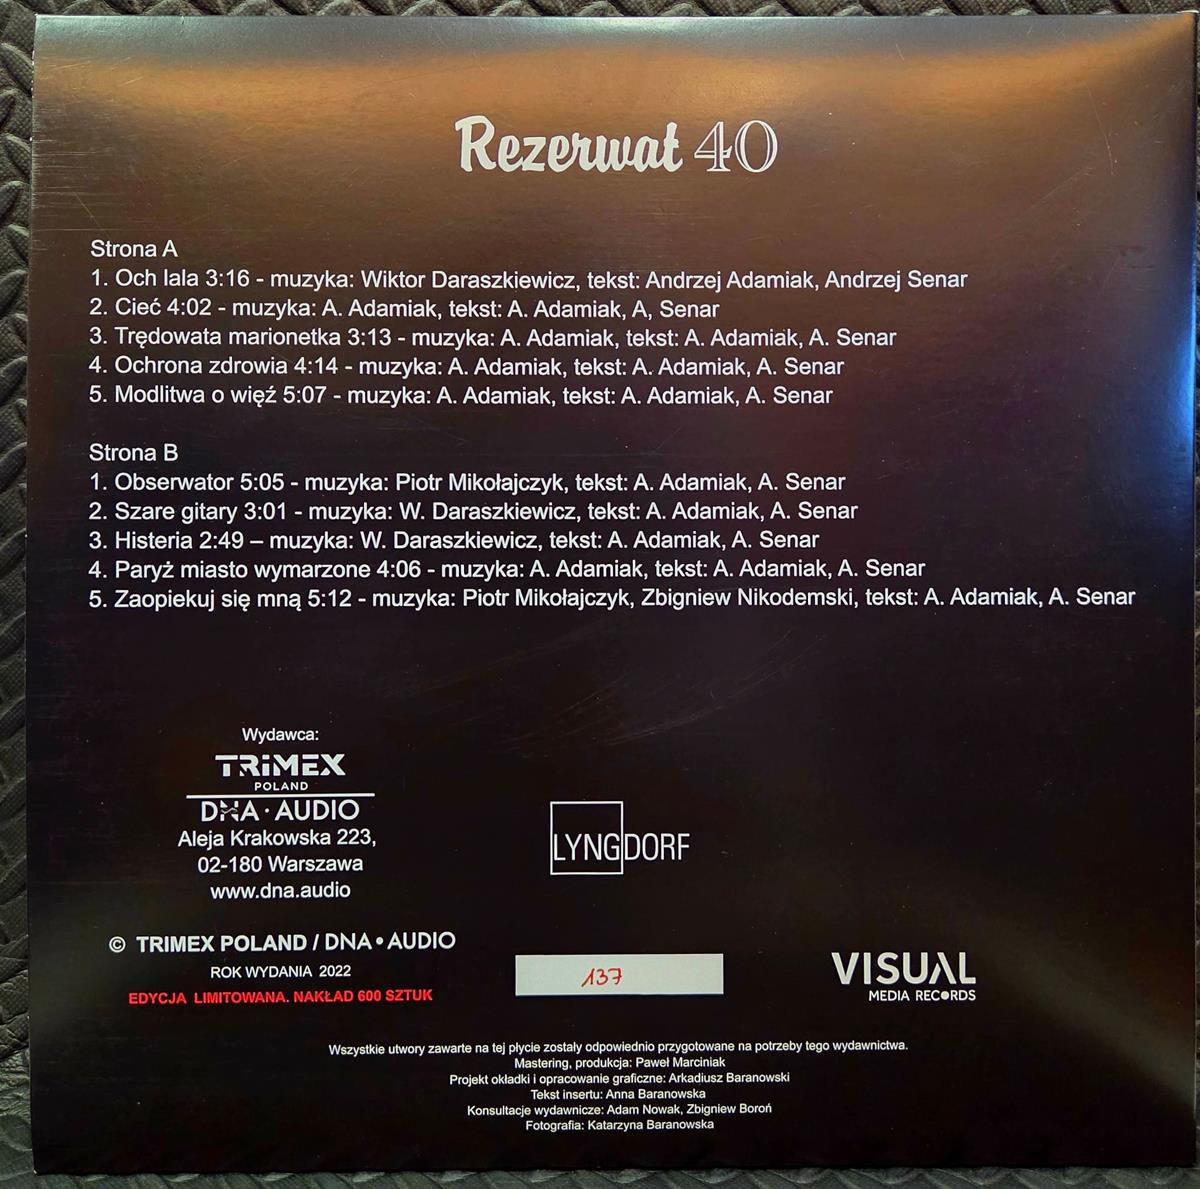 Rezerwat 40
Strona A
1. Och lala 3:16 - muzyka: Wiktor Daraszkiewicz, tekst: Andrzej Adamiak, Andrzej Senar
2. Cieć 4:02 - muzyka: A. Adamiak, tekst: A. Adamiak, A, Senar
3. Trędowata marionetka 3:13 - muzyka: A. Adamiak, tekst: A. Adamiak, A. Senar
4. Ochrona zdrowia 4:14 - muzyka: A. Adamiak, tekst: A. Adamiak, A. Senar
5. Modlitwa o więź 5:07 - muzyka: A. Adamiak, tekst: A. Adamiak, A. Senar
Strona B
1. Obserwator 5:05 - muzyka: Piotr Mikołajczyk, tekst: A. Adamiak, A. Senar
2. Szare gitary 3:01 - muzyka: W. Daraszkiewicz, tekst: A. Adamiak, A. Senar
3. Histeria 2:49 – muzyka: W. Daraszkiewicz, tekst: A. Adamiak, A. Senar
4. Paryż miasto wymarzone 4:06 - muzyka: A. Adamiak, tekst: A. Adamiak, A. Senar
5. Zaopiekuj się mną 5:12 - muzyka: Piotr Mikołajczyk, Zbigniew Nikodemski, tekst: A. Adamiak, A. Senar
Wydawca:
TRiMEX
POLAND
DNA·AUDIO
Aleja Krakowska 223,
02-180 Warszawa
www.dna.audio
LYNGDORF
© TRIMEX POLAND / DNA•AUDIO
ROK WYDANIA 2022
EDYCJA LIMITOWANA. NAKŁAD 600 SZTUK
137
VISUAL
MEDIA RECORDS
Wszystkie utwory zawarte na tej płycie zostały odpowiednio przygotowane na potrzeby tego wydawnictwa.
Mastering, produkcja: Paweł Marciniak
Projekt okładki i opracowanie graficzne: Arkadiusz Baranowski
Tekst insertu: Anna Baranowska
Konsultacje wydawnicze: Adam Nowak, Zbigniew Boroń
Fotografia: Katarzyna Baranowska